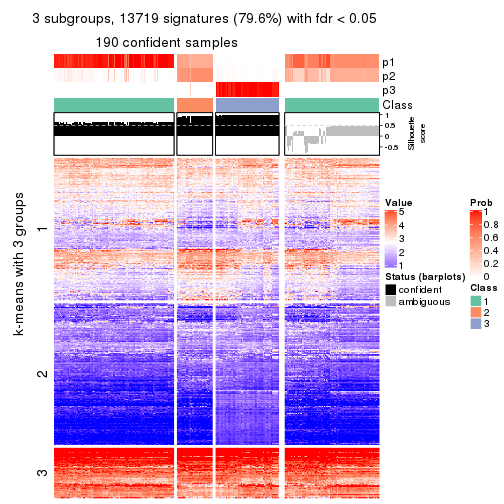 3 subgroups, 13719 signatures (79.6%) with fdr < 0.05
190 confident samples
p1
p2
p3
Class
1
0.5
0
-0.5
Silhouette
score
k-means with 3 groups
1
2
3
Value
5
4
3
2
1
Status (barplots)
confident
ambiguous
Prob
1
0.8
0.6
0.4
0.2
0
Class
1
2
3